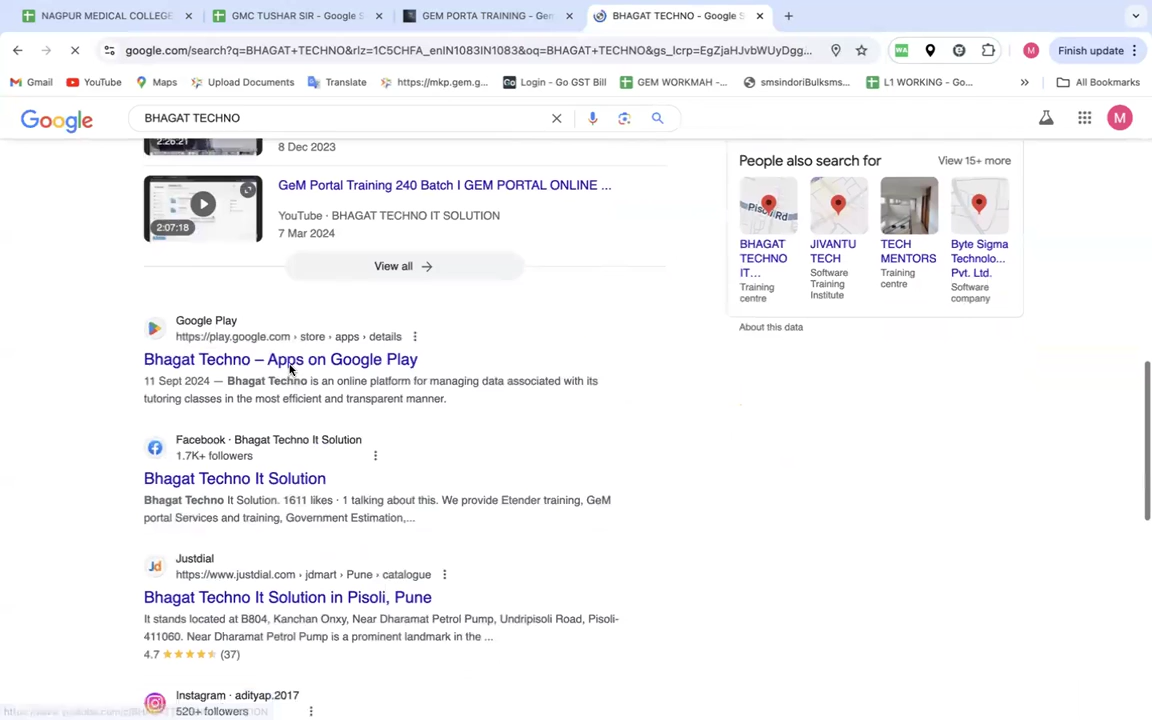 NAGPUR MEDICAL COLLEGE
GMC TUSHAR SIR - Google S
GEM PORTA TRAINING - Gem
BHAGAT TECHNO - Google S
google.com/search?q=BHAGAT+TECHNO&rlz=1C5CHFA_enIN1083IN1083&oq=BHAGAT+TECHNO&gs_lcrp=EgZjaHJvbWUyDgg...
M
Finish update
Gmail
YouTube
Maps
Upload Documents
Translate
https://mkp.gem.g...
Login - Go GST Bill
GEM WORKMAH -...
smsindoriBulksms...
L1 WORKING - Go...
All Bookmarks
Google
BHAGAT TECHNO
M
2:26:21
8 Dec 2023
GeM Portal Training 240 Batch I GEM PORTAL ONLINE ...
YouTube · BHAGAT TECHNO IT SOLUTION
7 Mar 2024
2:07:18
View all
Google Play
https://play.google.com › store › apps › details
Bhagat Techno – Apps on Google Play
11 Sept 2024 — Bhagat Techno is an online platform for managing data associated with its
tutoring classes in the most efficient and transparent manner.
Facebook · Bhagat Techno It Solution
1.7K+ followers
Bhagat Techno It Solution
Bhagat Techno It Solution. 1611 likes · 1 talking about this. We provide Etender training, GeM
portal Services and training, Government Estimation,...
Justdial
https://www.justdial.com › jdmart › Pune › catalogue
Bhagat Techno It Solution in Pisoli, Pune
It stands located at B804, Kanchan Onxy, Near Dharamat Petrol Pump, Undripisoli Road, Pisoli-
411060. Near Dharamat Petrol Pump is a prominent landmark in the ...
4.7 (37)
Instagram · adityap.2017
520+ followers
People also search for
View 15+ more
BHAGAT
TECHNO
IT...
Training
centre
JIVANTU
TECH
Software
Training
Institute
TECH
MENTORS
Training
centre
Byte Sigma
Technolo...
Pvt. Ltd.
Software
company
About this data